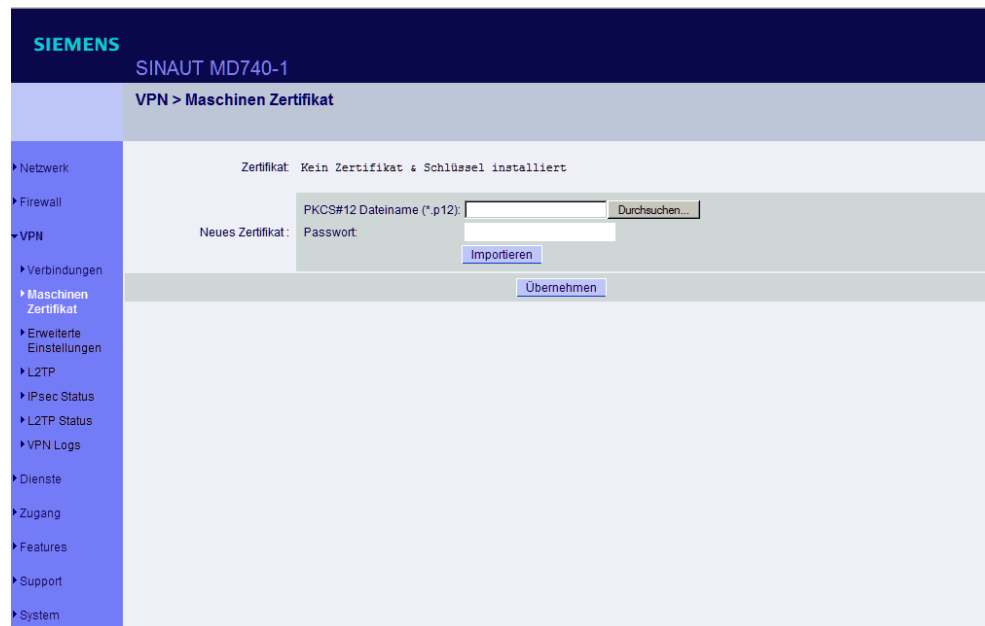 SIEMENS
SINAUT MD740-1
VPN > Maschinen Zertifikat
Netzwerk
Firewall
VPN
Verbindungen
Maschinen
Zertifikat
Erweiterte
Einstellungen
L2TP
IPsec Status
L2TP Status
VPN Logs
Dienste
Zugang
Features
Support
System
Zertifikat: Kein Zertifikat & Schlüssel installiert
Neues Zertifikat :
PKCS#12 Dateiname (*.p12): Durchsuchen...
Passwort:
Importieren
Übernehmen